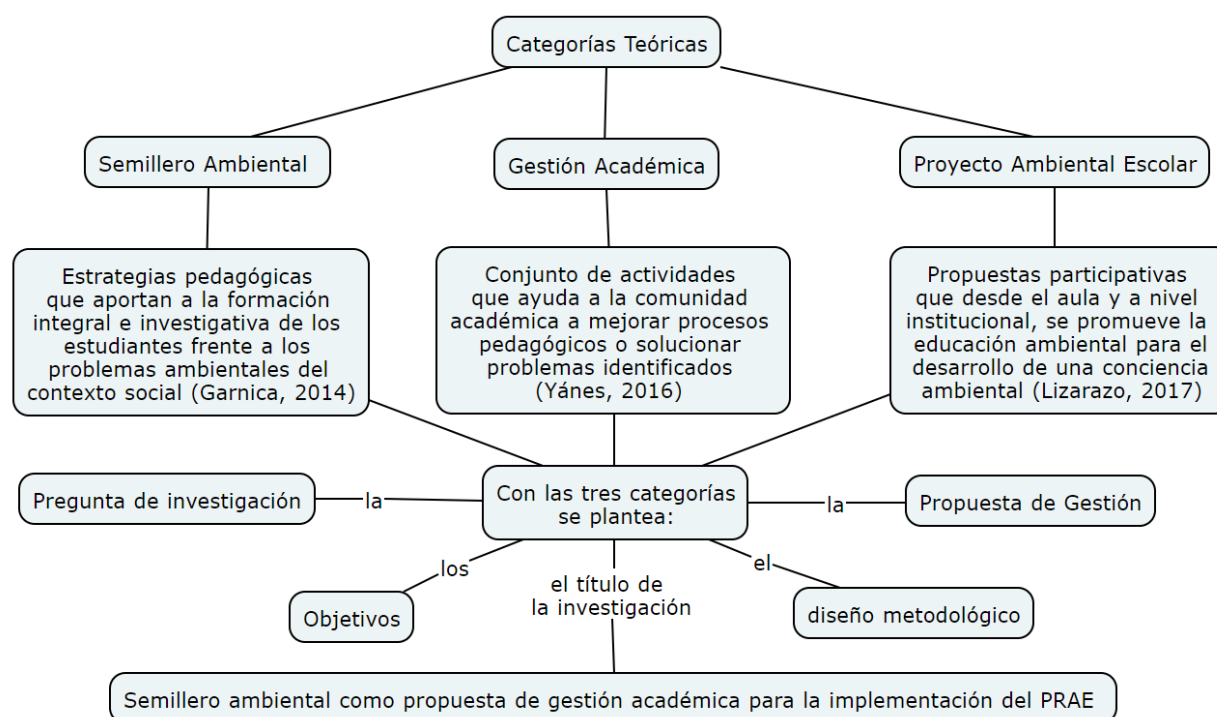 Categorías Teóricas
Semillero Ambiental
Gestión Académica
Proyecto Ambiental Escolar
Estrategias pedagógicas
que aportan a la formación
integral e investigativa de los
estudiantes frente a los
problemas ambientales del
contexto social (Garnica, 2014)
Conjunto de actividades
que ayuda a la comunidad
académica a mejorar procesos
pedagógicos o solucionar
problemas identificados
(Yánes, 2016)
Propuestas participativas
que desde el aula y a nivel
institucional, se promueve la
educación ambiental para el
desarrollo de una conciencia
ambiental (Lizarazo, 2017)
Pregunta de investigación
la
Con las tres categorías
se plantea:
la
Propuesta de Gestión
los
Objetivos
el título de
la investigación
el
diseño metodológico
Semillero ambiental como propuesta de gestión académica para la implementación del PRAE